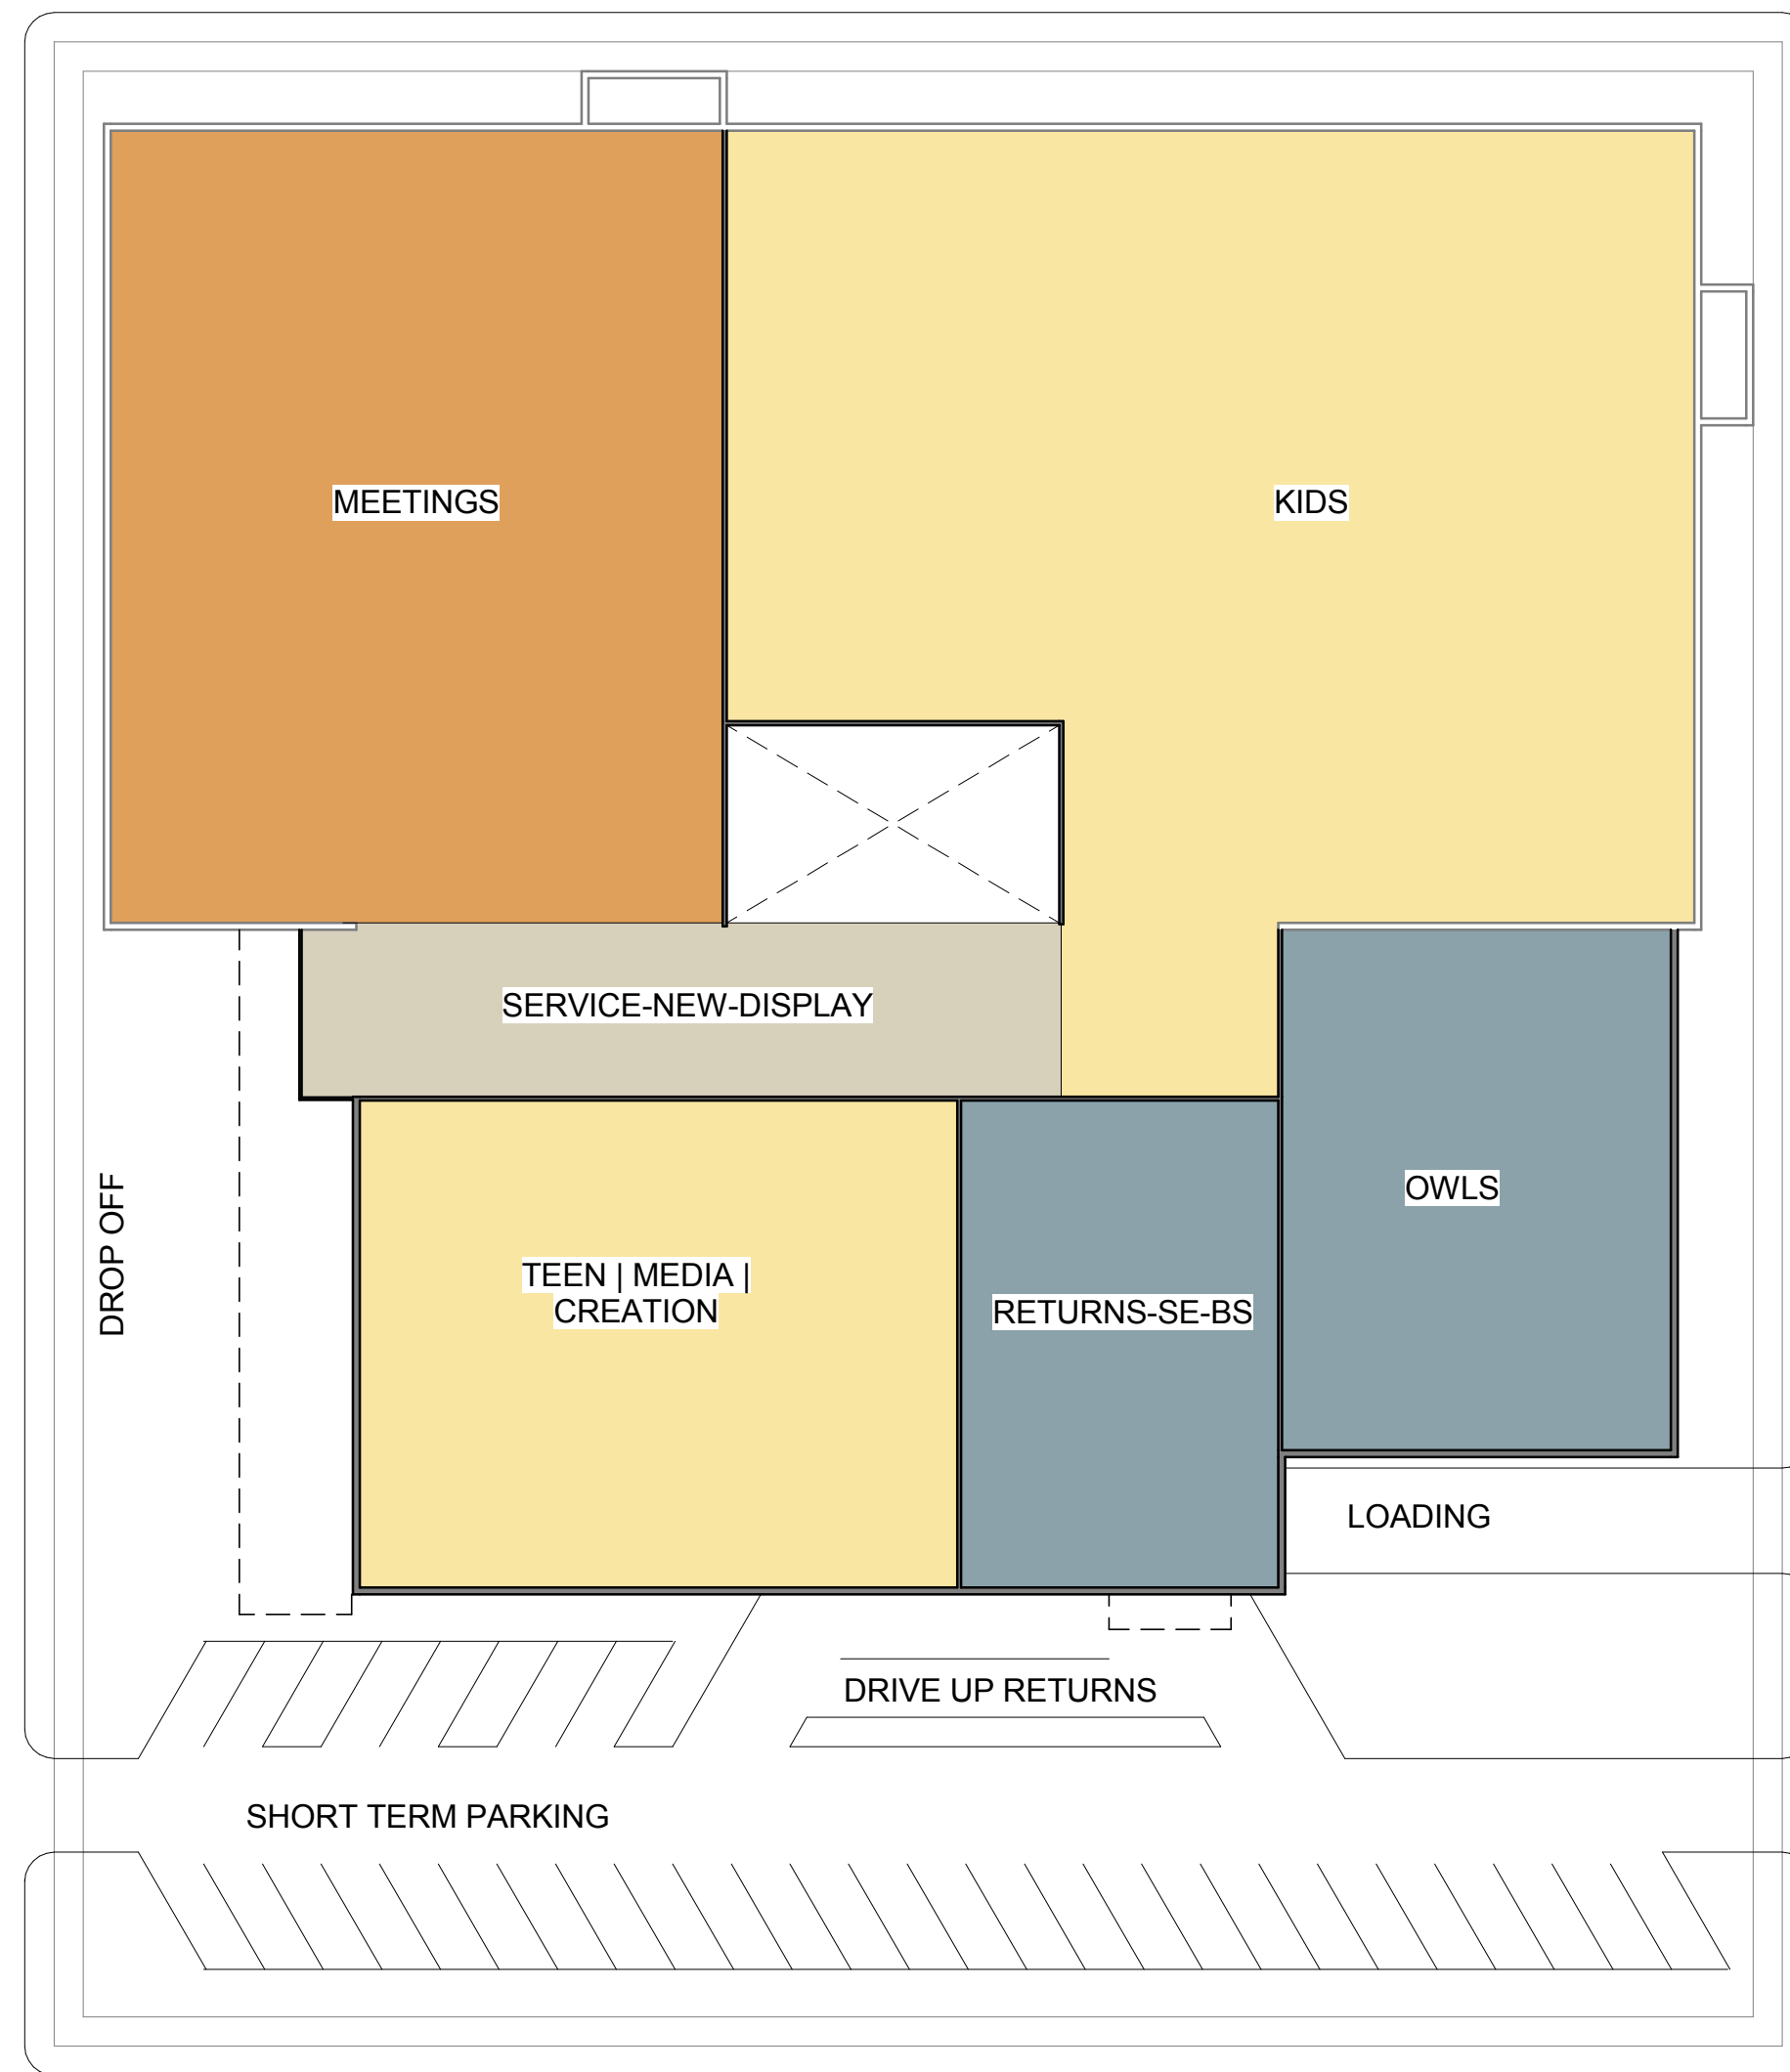 MEETINGS
KIDS
SERVICE-NEW-DISPLAY
DROP OFF
OWLS
TEEN | MEDIA |
CREATION
RETURNS-SE-BS
LOADING
DRIVE UP RETURNS
SHORT TERM PARKING